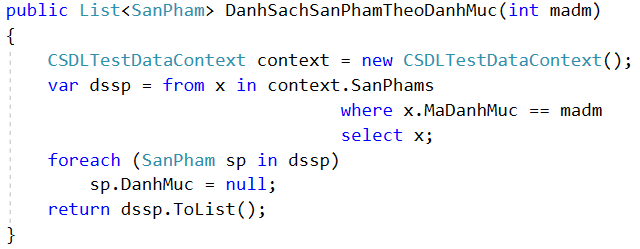 public List<SanPham> DanhSachSanPhamTheoDanhMuc(int madm)
{
CSDLTestDataContext context = new CSDLTestDataContext();
var dssp = from x in context.SanPhams
where x.MaDanhMuc == madm
select x;
foreach (SanPham sp in dssp)
sp.DanhMuc = null;
return dssp.ToList();
}